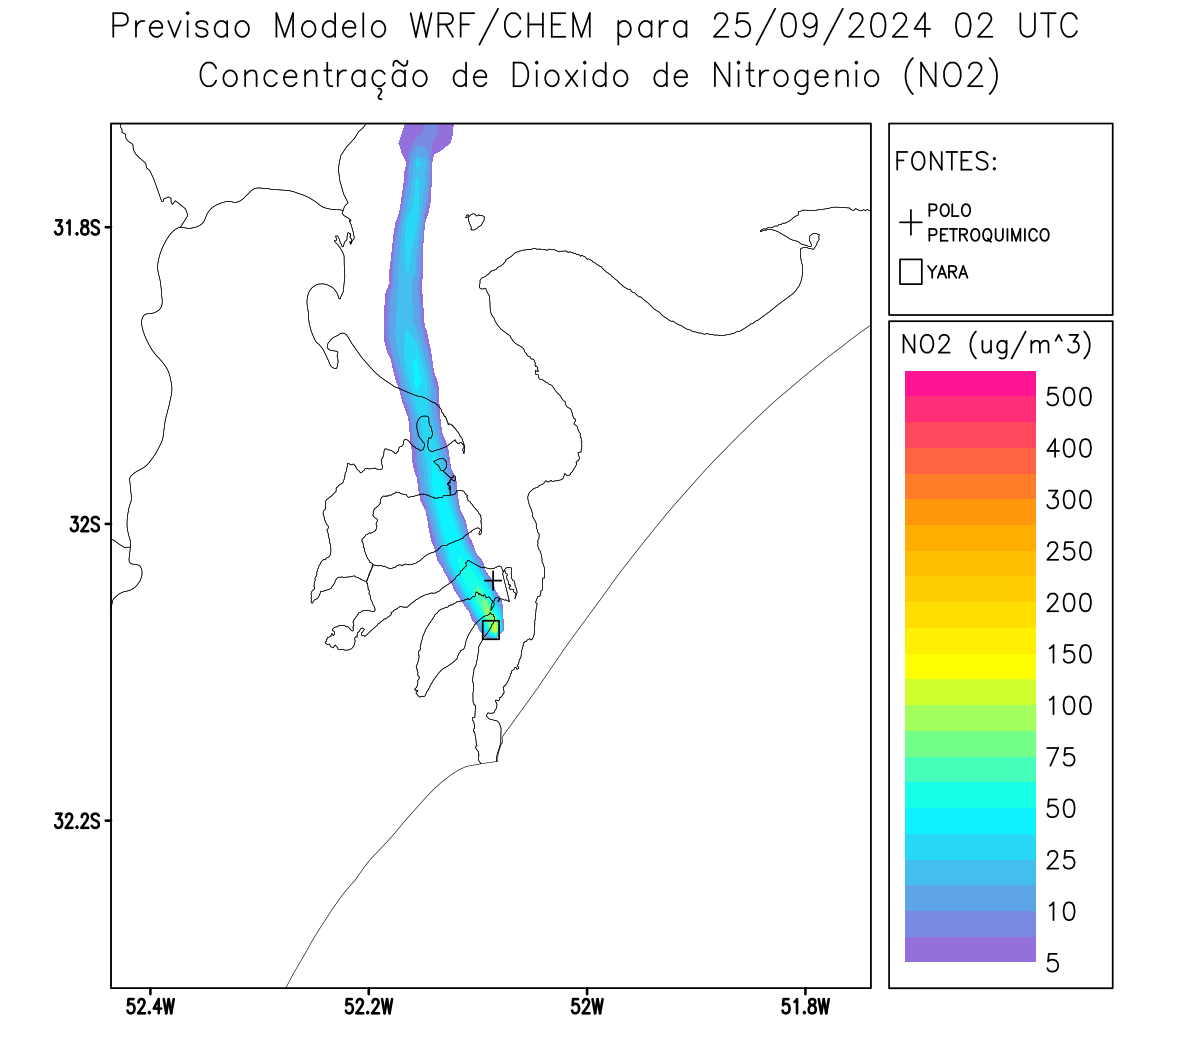 Previsao Modelo WRF/CHEM para 25/09/2024 02 UTC
Concentração de Dioxido de Nitrogenio (NO2)
FONTES:
POLO
PETROQUIMICO
YARA
NO2 (ug/m^3)
500
400
300
250
200
150
100
75
50
25
10
5
31.8S
32S
32.2S
52.4W
52.2W
52W
51.8W